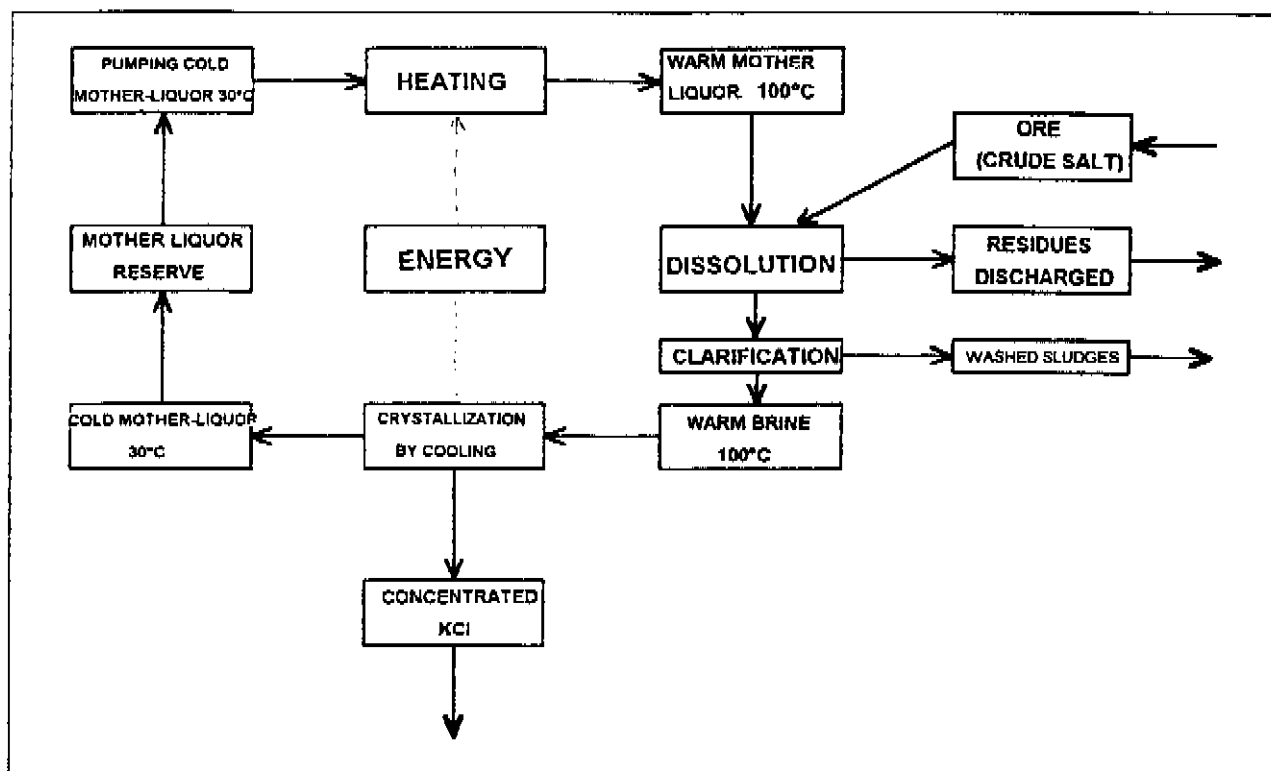 PUMPING COLD
MOTHER-LIQUOR 30°C
HEATING
WARM MOTHER
LIQUOR 100°C
ORE
(CRUDE SALT)
MOTHER LIQUOR
RESERVE
ENERGY
DISSOLUTION
RESIDUES
DISCHARGED
CLARIFICATION
WASHED SLUDGES
COLD MOTHER-LIQUOR
30°C
CRYSTALLIZATION
BY COOLING
WARM BRINE
100°C
CONCENTRATED
KCl